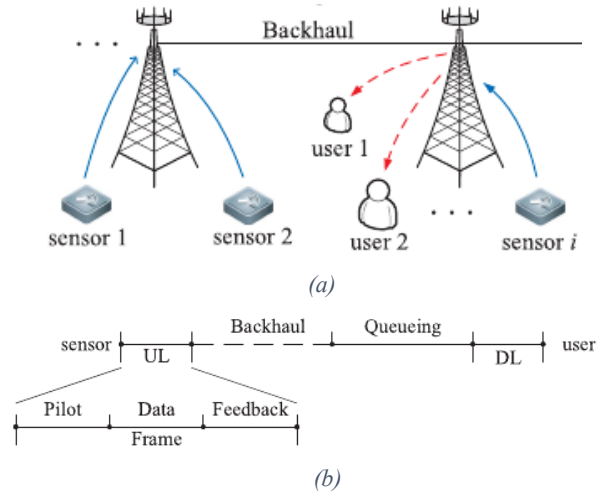 Backhaul
. . .
user 1
sensor 1
sensor 2
user 2
. . .
sensor i
(a)
sensor
UL
Backhaul
Queueing
DL
user
Pilot
Data
Feedback
Frame
(b)